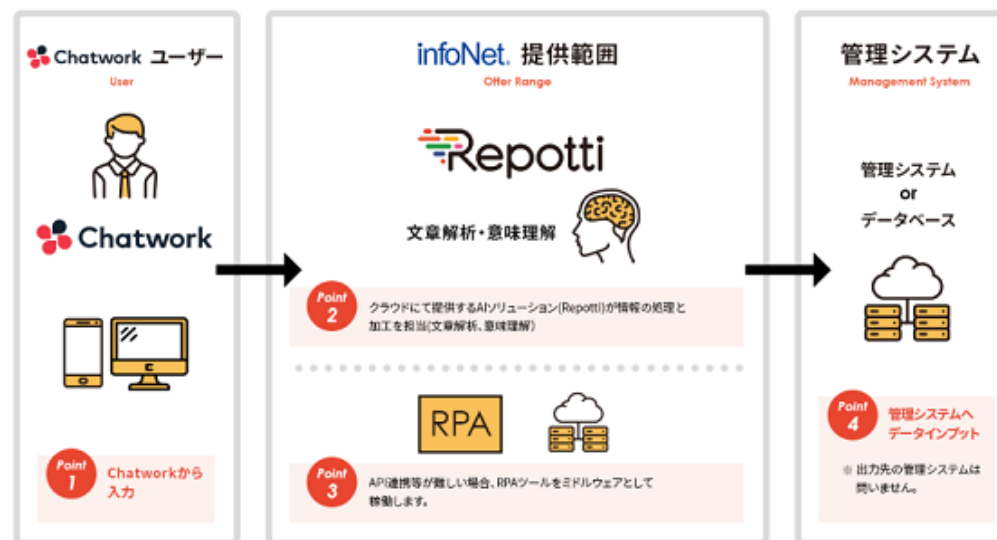 Chatwork ユーザー
User
Chatwork
Point
1
Chatworkから
入力
infoNet. 提供範囲
Offer Range
Repotti
文章解析・意味理解
Point
2
クラウドにて提供するAIソリューション(Repotti)が情報の処理と
加工を担当(文章解析、意味理解)
RPA
Point
3
API連携等が難しい場合、RPAツールをミドルウェアとして
稼働します。
管理システム
Management System
管理システム
or
データベース
Point
4
管理システムへ
データインプット
※ 出力先の管理システムは
問いません。